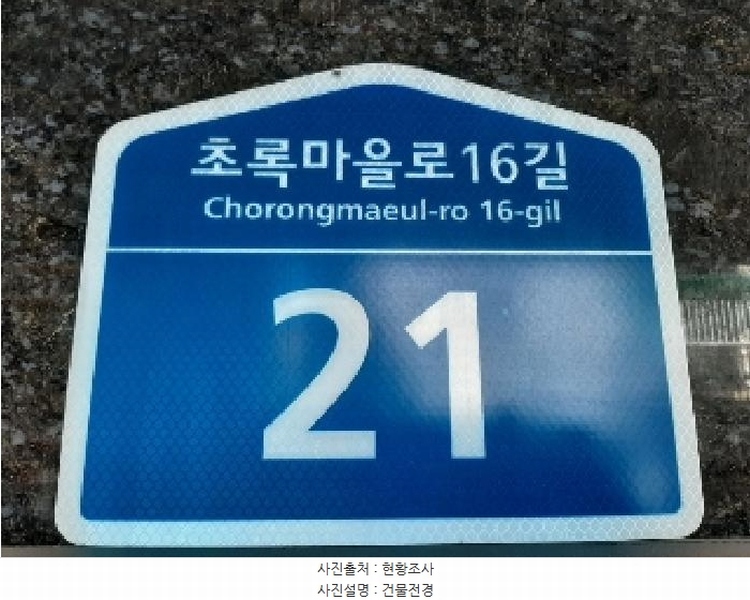 초록마을로16길
Chorongmaeul-ro 16-gil
21
사진출처 : 현황조사
사진설명 : 건물전경